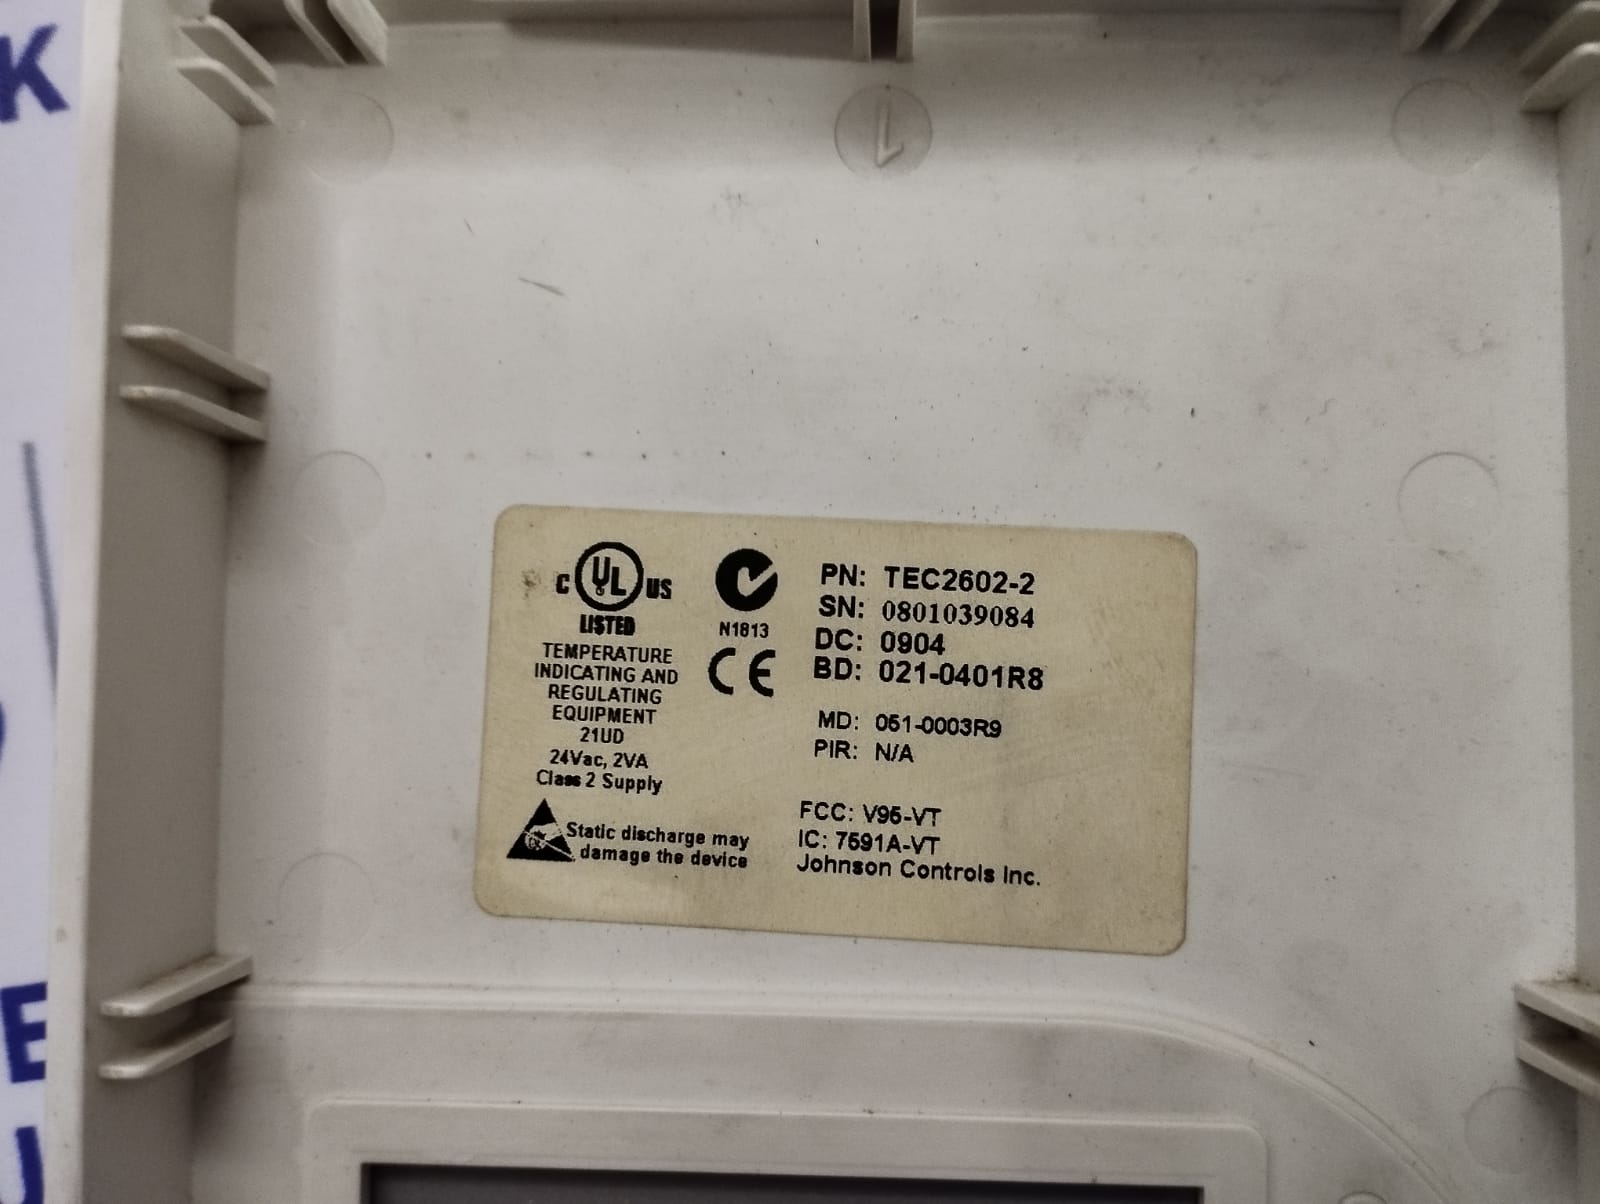 K
E
U
1
C UL US
LISTED
TEMPERATURE
INDICATING AND
REGULATING
EQUIPMENT
21UD
24Vac, 2VA
Class 2 Supply
Static discharge may
damage the device
N1813
CE
PN: TEC2602-2
SN: 0801039084
DC: 0904
BD: 021-0401R8
MD: 051-0003R9
PIR: N/A
FCC: V95-VT
IC: 7591A-VT
Johnson Controls Inc.